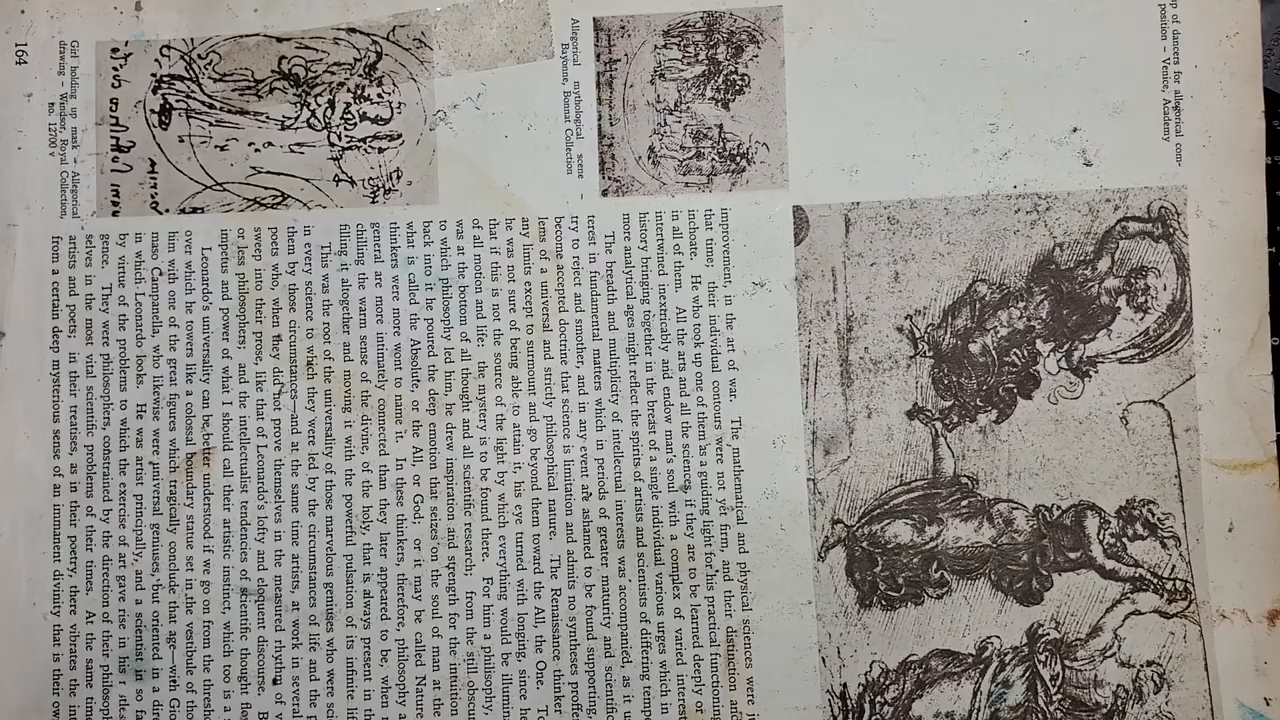 up of dancers for allegorical com-
position – Venice, Academy
Allegorical mythological scene –
Bayonne, Bonnat Collection
Girl holding up mask – Allegorical
drawing – Windsor, Royal Collection,
no. 12700 v
164
improvement, in the art of war. The mathematical and physical sciences were
that time; their individual contours were not yet firm, and their distinction
inchoate. He who took up one of them as a guiding light for his practical functioning
in all of them. All the arts and all the sciences, if they are to be learned deeply
intertwined inextricably and endow man's soul with a complex of varied
history bringing together in the breast of a single individual various urges which in
more analytical ages might reflect the spirits of artists and scientists of differing
The breadth and multiplicity of intellectual interests was accompanied, as it
terest in fundamental matters which in periods of greater maturity and
try to reject and smother, and in any event are ashamed to be found supporting,
become accepted doctrine that science is limitation and admits no syntheses
lems of a universal and strictly philosophical nature. The Renaissance thinker
any limits except to surmount and go beyond them toward the All, the One.
he was not sure of being able to attain it, his eye turned with longing, since
that if this is not the source of the light by which everything would be
of all motion and life; the mystery is to be found there. For him a philosophy,
was at the bottom of all thought and all scientific research; from the still
to which philosophy led him, he drew inspiration and strength for the intuition
back into it he poured the deep emotion that seizes on the soul of man at the
what is called the Absolute, or the All, or God; or it may be called
thinkers were more wont to name it. In these thinkers, therefore, philosophy
general are more intimately connected than they later appeared to be, when
chilling the warm sense of the divine, of the holy, that is always present in
filling it altogether and moving it with the powerful pulsation of its infinite
This was the root of the universality of those marvelous geniuses who were
in every science to which they were led by the circumstances of life and the
them by those circumstances—and at the same time artists, at work in several
poets who, when they did not prove themselves in the measured rhythm of
sweep into their prose, like that of Leonardo's lofty and eloquent discourse.
or less philosophers; and the intellectualist tendencies of scientific thought
impetus and power of what I should call their artistic instinct, which too is a
Leonardo's universality can be better understood if we go on from the
over which he towers like a colossal boundary statue set in the vestibule of
him with one of the great figures which tragically conclude that age—with
maso Campanella, who likewise were universal geniuses, but oriented in a
in which Leonardo looks. He was artist principally, and a scientist in so
by virtue of the problems to which the exercise of art gave rise in his
gence. They were philosophers, constrained by the direction of their
selves in the most vital scientific problems of their times. At the same
artists and poets; in their treatises, as in their poetry, there vibrates the
from a certain deep mysterious sense of an immanent divinity that is their